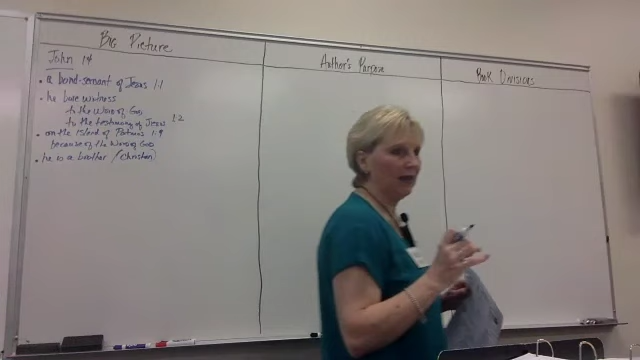 Big Picture
Author's Purpose
Book Divisions
John 14
• a bond-servant of Jesus 1:1
• he bore witness
to the Word of God
to the testimony of Jesus 1:2
• on the Island of Patmos 1:9
because of the Word of God
• he is a brother / (Christian)